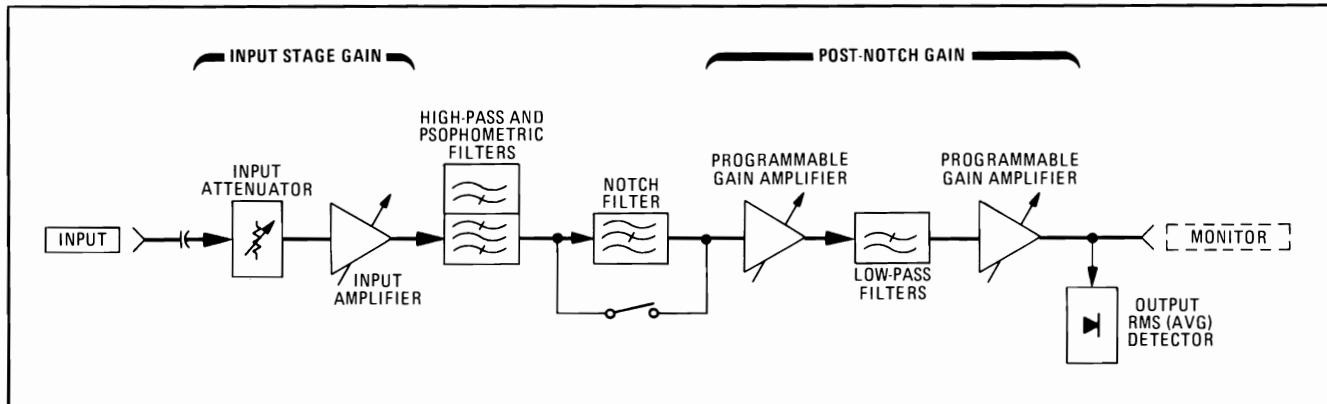 INPUT STAGE GAIN
POST-NOTCH GAIN
HIGH-PASS AND
PSOPHOMETRIC
FILTERS
INPUT
ATTENUATOR
NOTCH
FILTER
PROGRAMMABLE
GAIN AMPLIFIER
PROGRAMMABLE
GAIN AMPLIFIER
INPUT
INPUT
AMPLIFIER
LOW-PASS
FILTERS
MONITOR
OUTPUT
RMS (AVG)
DETECTOR